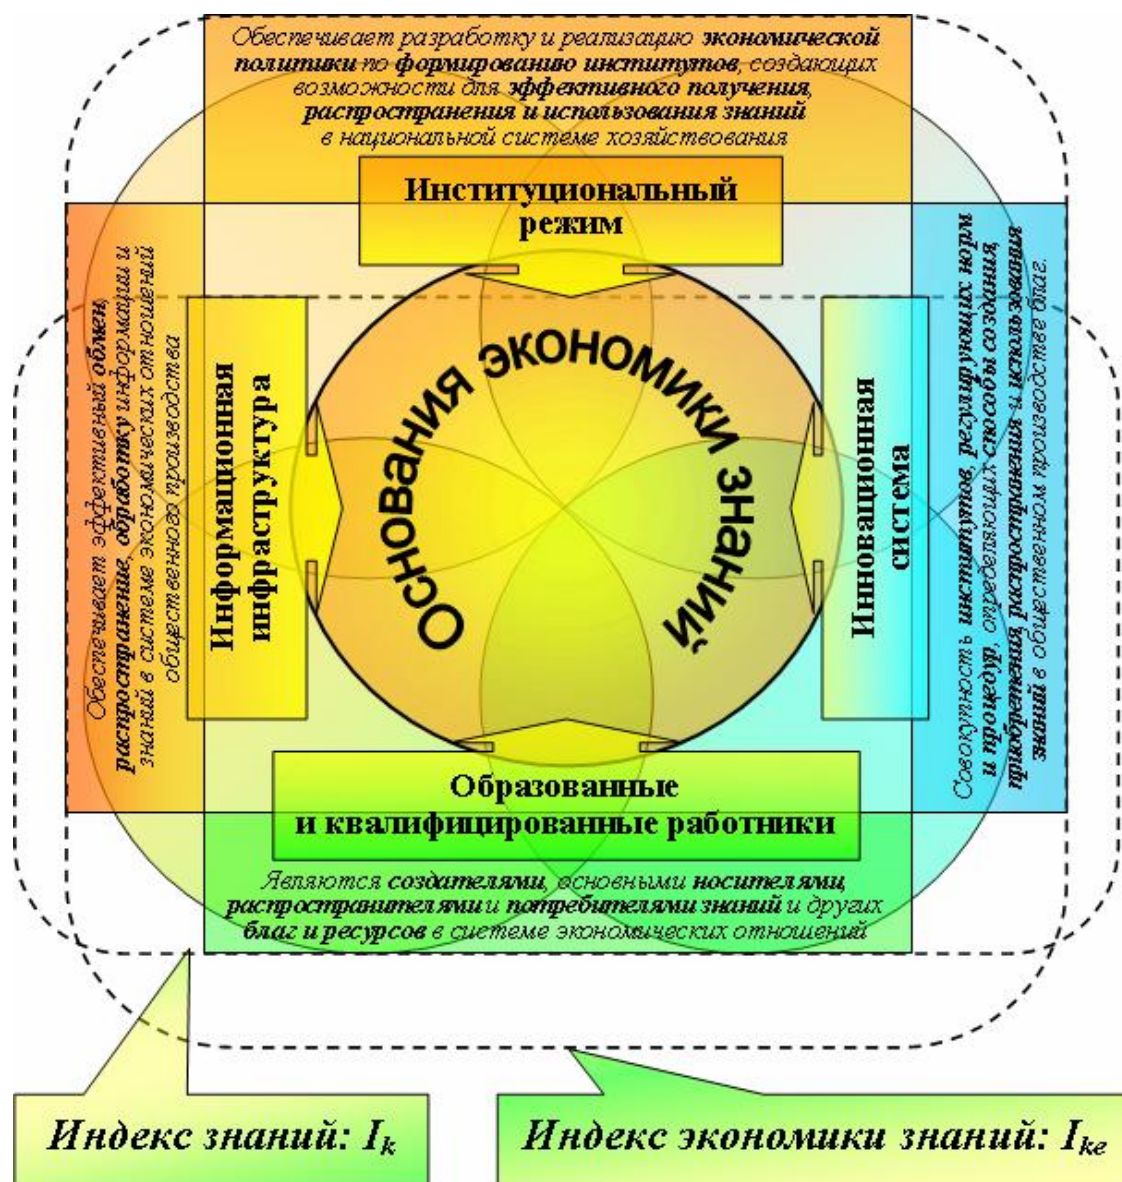 Обеспечивает разработку и реализацию экономической
политики по формированию институтов, создающих
возможности для эффективного получения,
распространения и использования знаний
в национальной системе хозяйствования
Институциональный
режим
Обеспечивает эффективный обмен,
распространение, обработку информации и
знаний в системе экономических отношений
общественного производства
Информационная
инфраструктура
Основания экономики знаний
Инновационная
система
Совокупность институтов, регулирующих норм
и процедур, определяющих способы создания,
приобретения, распространения и использования
знаний в общественном производстве благ.
Образованные
и квалифицированные работники
Являются создателями, основными носителями,
распространителями и потребителями знаний и других
благ и ресурсов в системе экономических отношений
Индекс знаний: Ik
Индекс экономики знаний: Ike